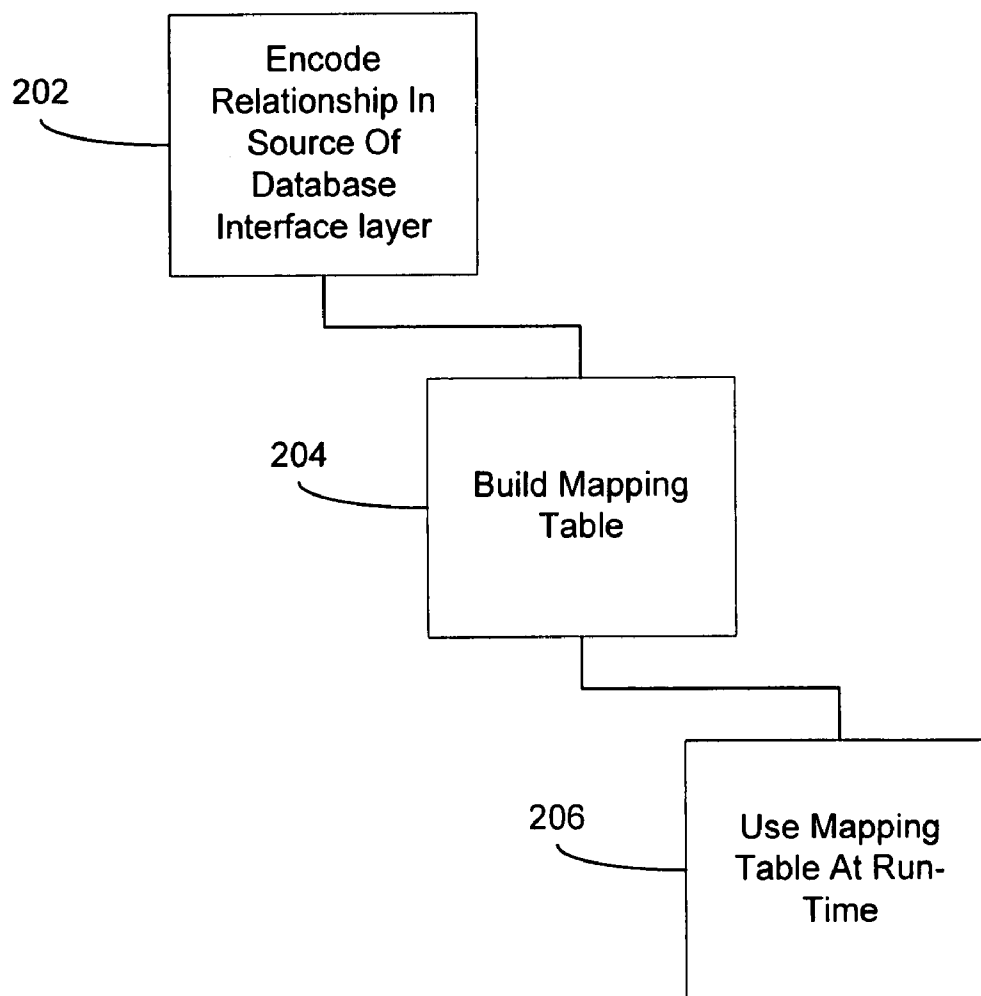 202
Encode
Relationship In
Source Of
Database
Interface layer
204
Build Mapping
Table
206
Use Mapping
Table At Run-
Time